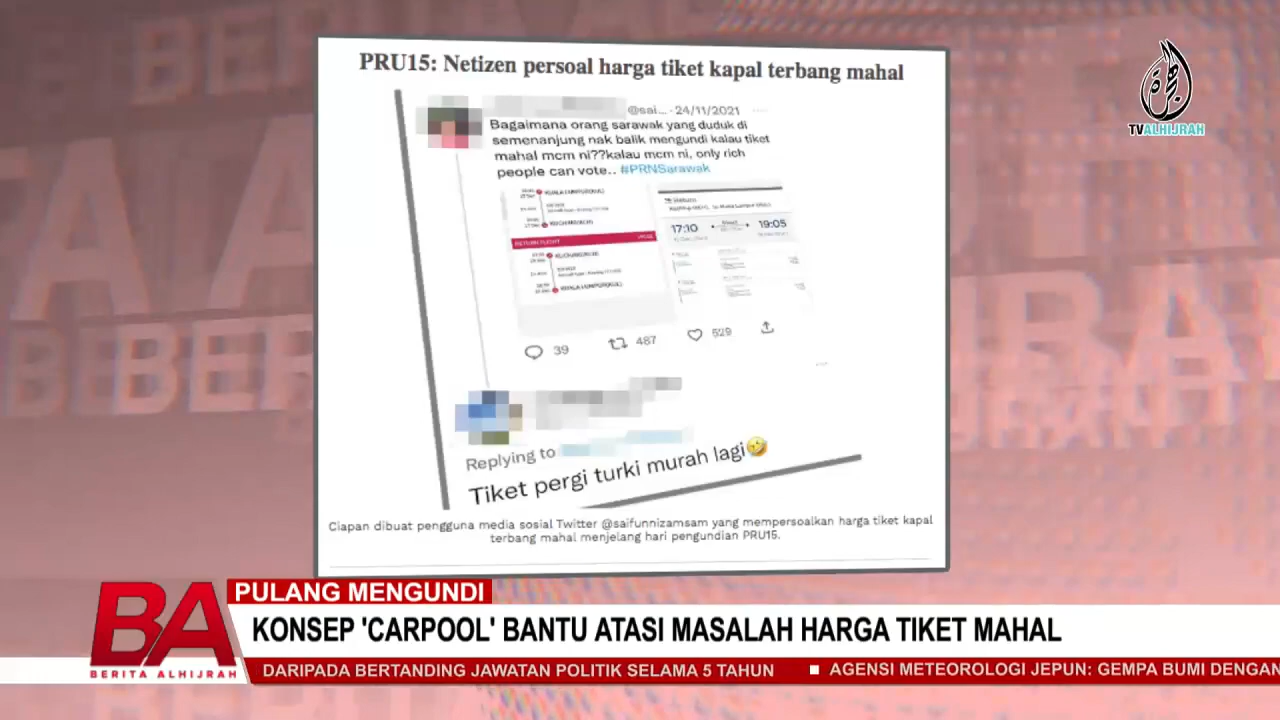 PRU15: Netizen persoal harga tiket kapal terbang mahal
TVALHIJRAH
@sai... · 24/11/2021
Bagaimana orang sarawak yang duduk di
semenanjung nak balik mengundi kalau tiket
mahal mcm ni??kalau mcm ni, only rich
people can vote.. #PRNSarawak
RETURN FLIGHT
17:10
19:05
39
487
529
Replying to
Tiket pergi turki murah lagi🤣
Ciapan dibuat pengguna media sosial Twitter @saifunnizamsam yang mempersoalkan harga tiket kapal
terbang mahal menjelang hari pengundian PRU15.
BA
BERITA ALHIJRAH
PULANG MENGUNDI
KONSEP 'CARPOOL' BANTU ATASI MASALAH HARGA TIKET MAHAL
DARIPADA BERTANDING JAWATAN POLITIK SELAMA 5 TAHUN ■ AGENSI METEOROLOGI JEPUN: GEMPA BUMI DENGAN